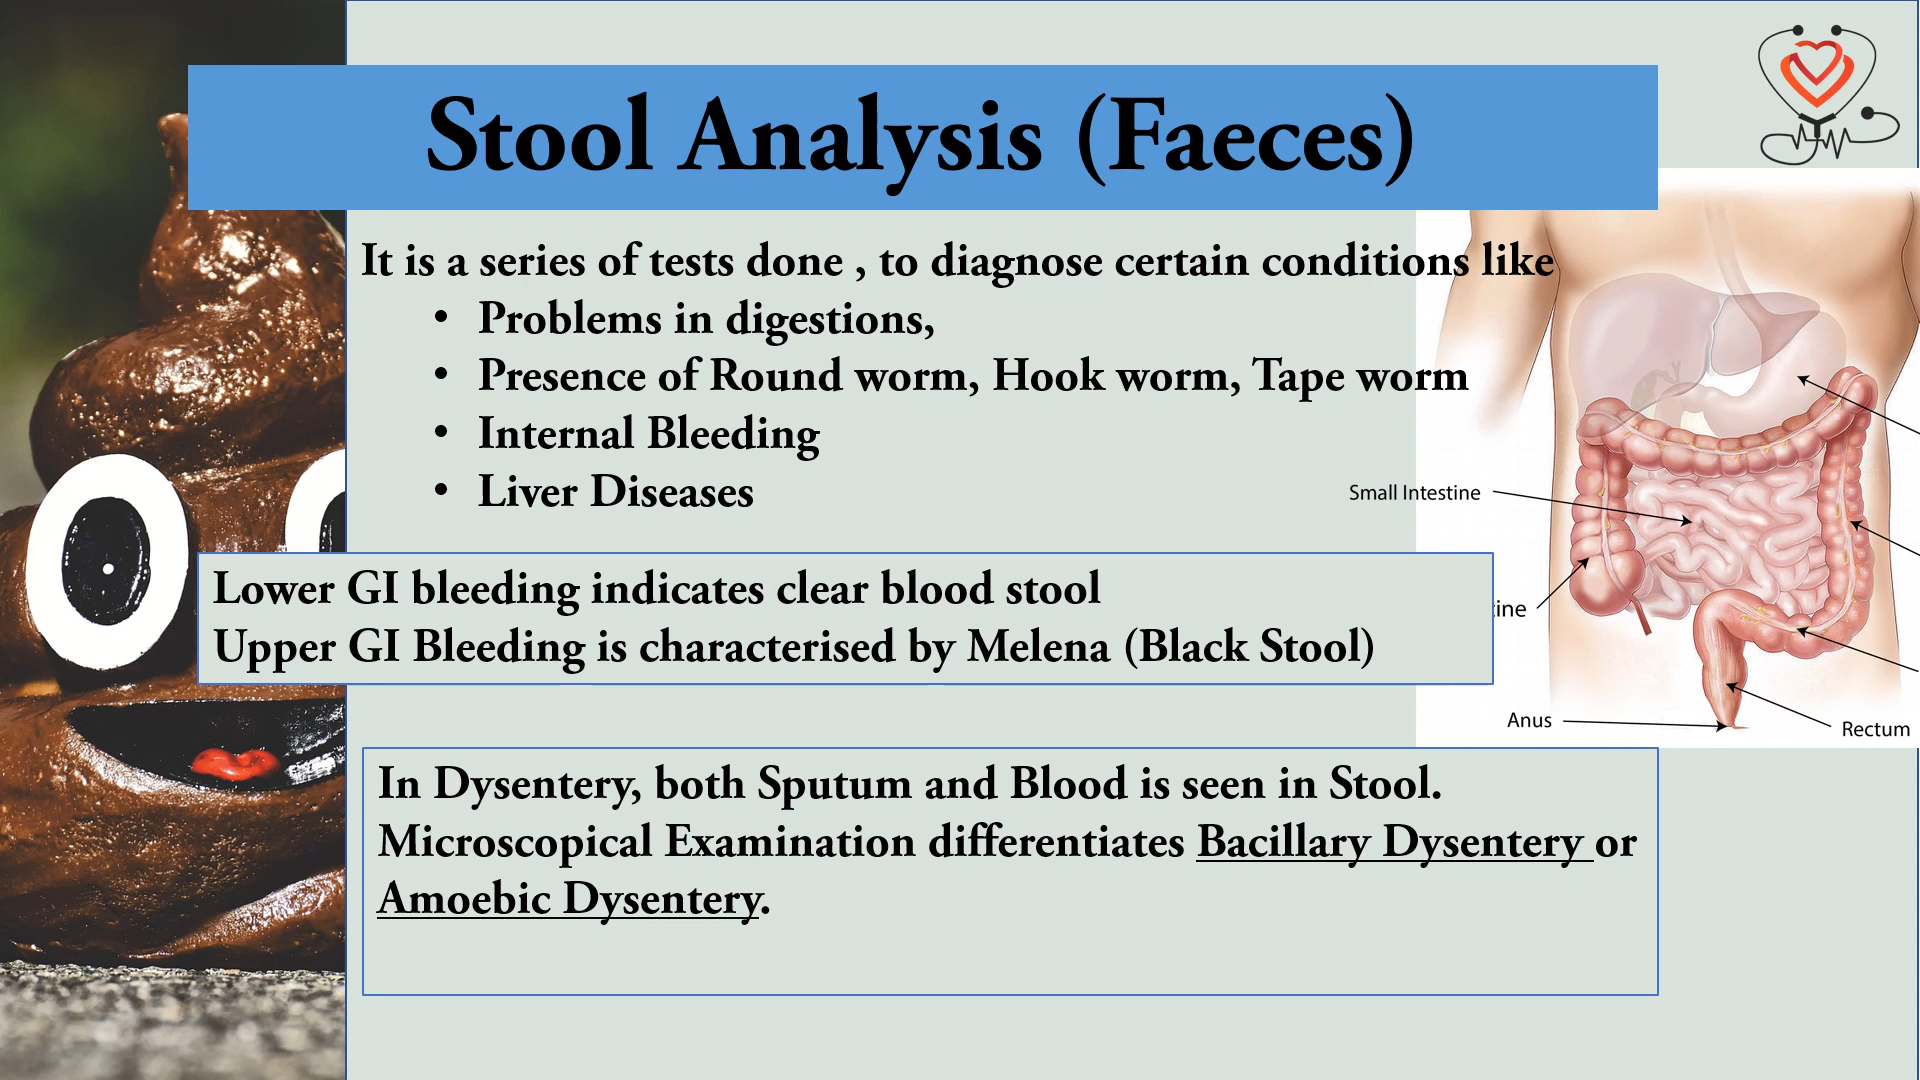 Stool Analysis (Faeces)
It is a series of tests done , to diagnose certain conditions like
• Problems in digestions,
• Presence of Round worm, Hook worm, Tape worm
• Internal Bleeding
• Liver Diseases
Small Intestine
Lower GI bleeding indicates clear blood stool
Upper GI Bleeding is characterised by Melena (Black Stool)
Anus
Rectum
In Dysentery, both Sputum and Blood is seen in Stool.
Microscopical Examination differentiates Bacillary Dysentery or
Amoebic Dysentery.